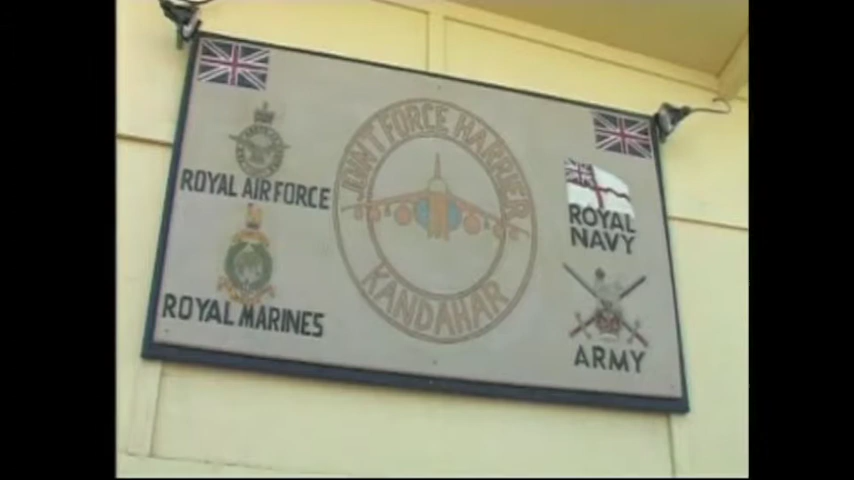 JOINT FORCE HARRIER
KANDAHAR
ROYAL AIR FORCE
ROYAL MARINES
ROYAL
NAVY
ARMY